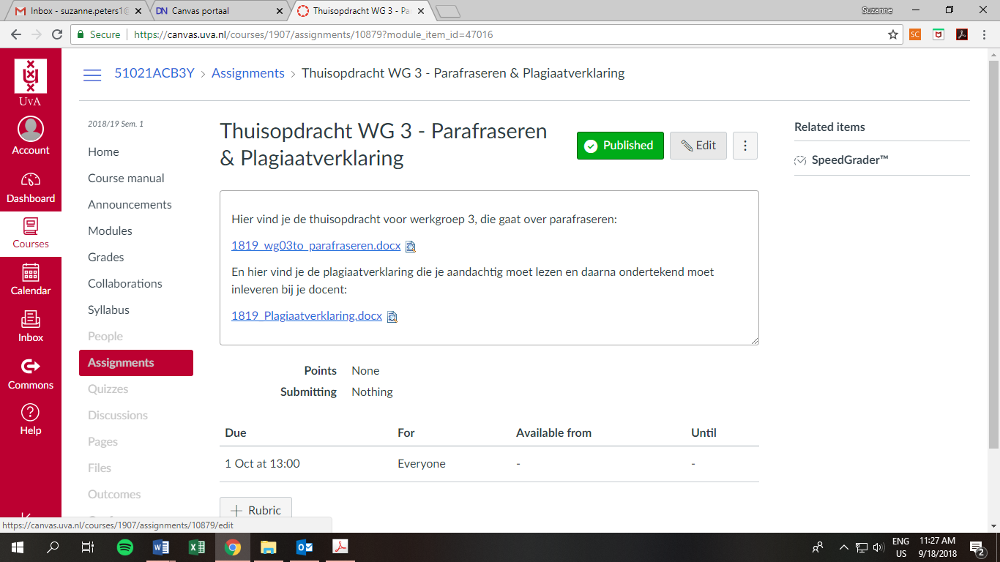 Inbox - suzanne.peters1@
Canvas portaal
Thuisopdracht WG 3 - Pa
Suzanne
Secure
https://canvas.uva.nl/courses/1907/assignments/10879?module_item_id=47016
UvA
Account
Dashboard
Courses
Calendar
Inbox
Commons
Help
51021ACB3Y > Assignments > Thuisopdracht WG 3 - Parafraseren & Plagiaatverklaring
2018/19 Sem. 1
Home
Course manual
Announcements
Modules
Grades
Collaborations
Syllabus
People
Assignments
Quizzes
Discussions
Pages
Files
Outcomes
Thuisopdracht WG 3 - Parafraseren
& Plagiaatverklaring
Published
Edit
Related items
SpeedGrader™
Hier vind je de thuisopdracht voor werkgroep 3, die gaat over parafraseren:
1819_wg03to_parafraseren.docx
En hier vind je de plagiaatverklaring die je aandachtig moet lezen en daarna ondertekend moet
inleveren bij je docent:
1819_Plagiaatverklaring.docx
Points None
Submitting Nothing
Due For Available from Until
1 Oct at 13:00 Everyone - -
Rubric
https://canvas.uva.nl/courses/1907/assignments/10879/edit
ENG
US
11:27 AM
9/18/2018
2